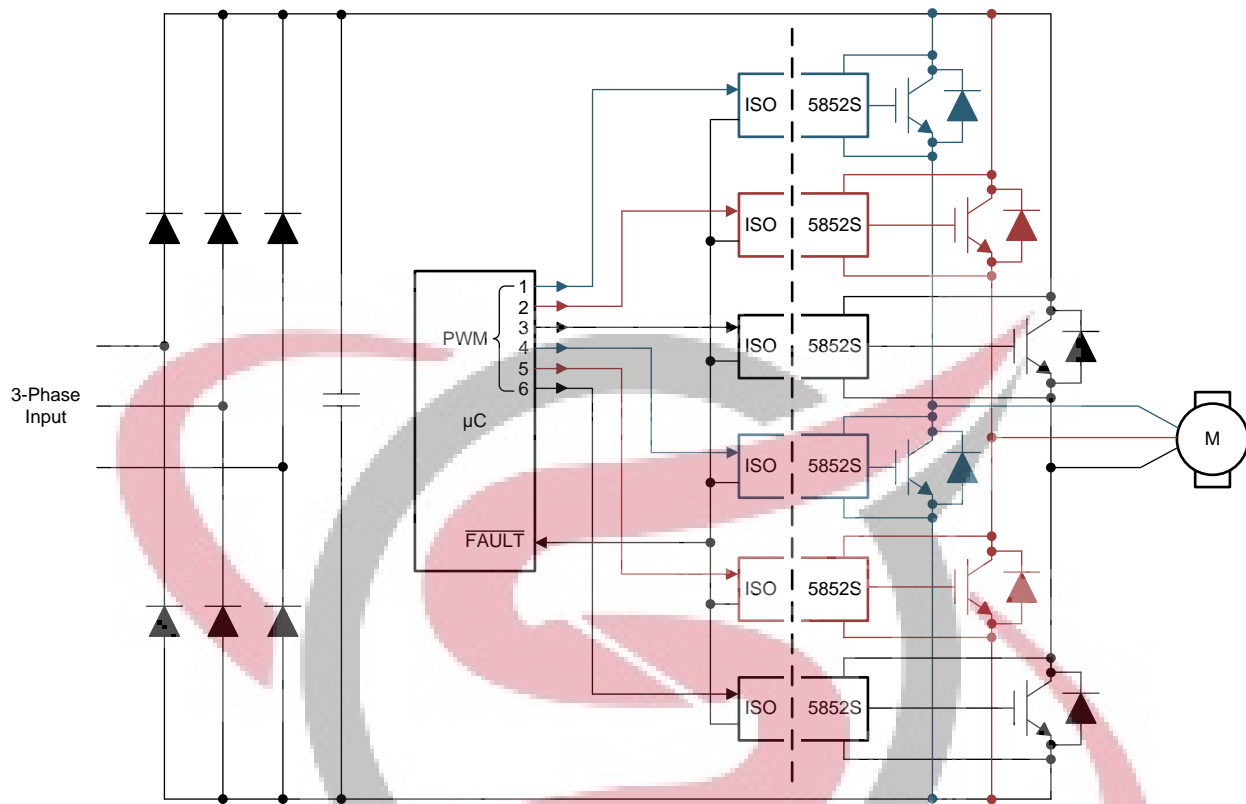 ISO 5852S
ISO 5852S
1
2
ISO 5852S
3
PWM
4
5
6
3-Phase
Input
µC
M
ISO 5852S
FAULT
ISO 5852S
ISO 5852S